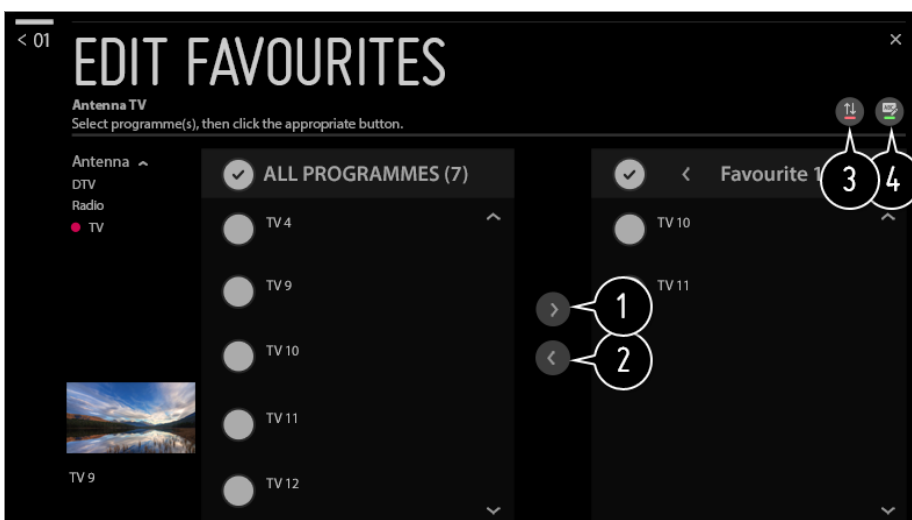 < 01
EDIT FAVOURITES
Antenna TV
Select programme(s), then click the appropriate button.
Antenna
DTV
Radio
TV
TV 9
ALL PROGRAMMES (7)
TV 4
TV 9
TV 10
TV 11
TV 12
1
2
Favourite 1
TV 10
TV 11
ABC
3
4